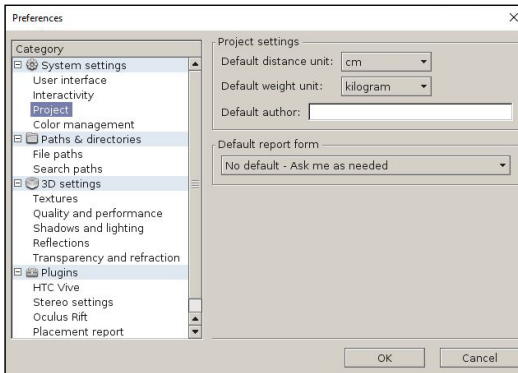 Preferences
Category
System settings
User interface
Interactivity
Project
Color management
Paths & directories
File paths
Search paths
3D settings
Textures
Quality and performance
Shadows and lighting
Reflections
Transparency and refraction
Plugins
HTC Vive
Stereo settings
Oculus Rift
Placement report
Project settings
Default distance unit: cm
Default weight unit: kilogram
Default author:
Default report form
No default - Ask me as needed
OK Cancel